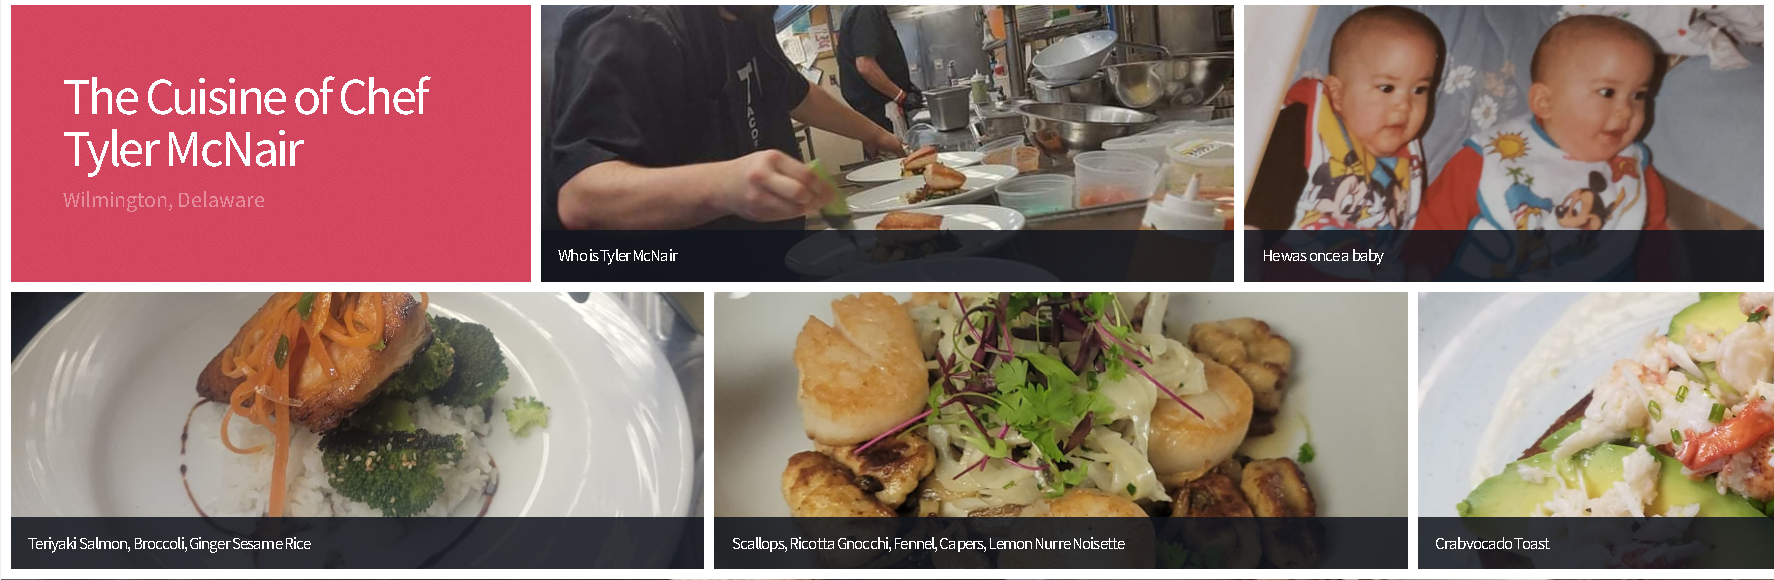 The Cuisine of Chef
Tyler McNair
Wilmington, Delaware
Who is Tyler McNair
He was once a baby
Teriyaki Salmon, Broccoli, Ginger Sesame Rice
Scallops, Ricotta Gnocchi, Fennel, Capers, Lemon Nurre Noisette
Crabvocado Toast